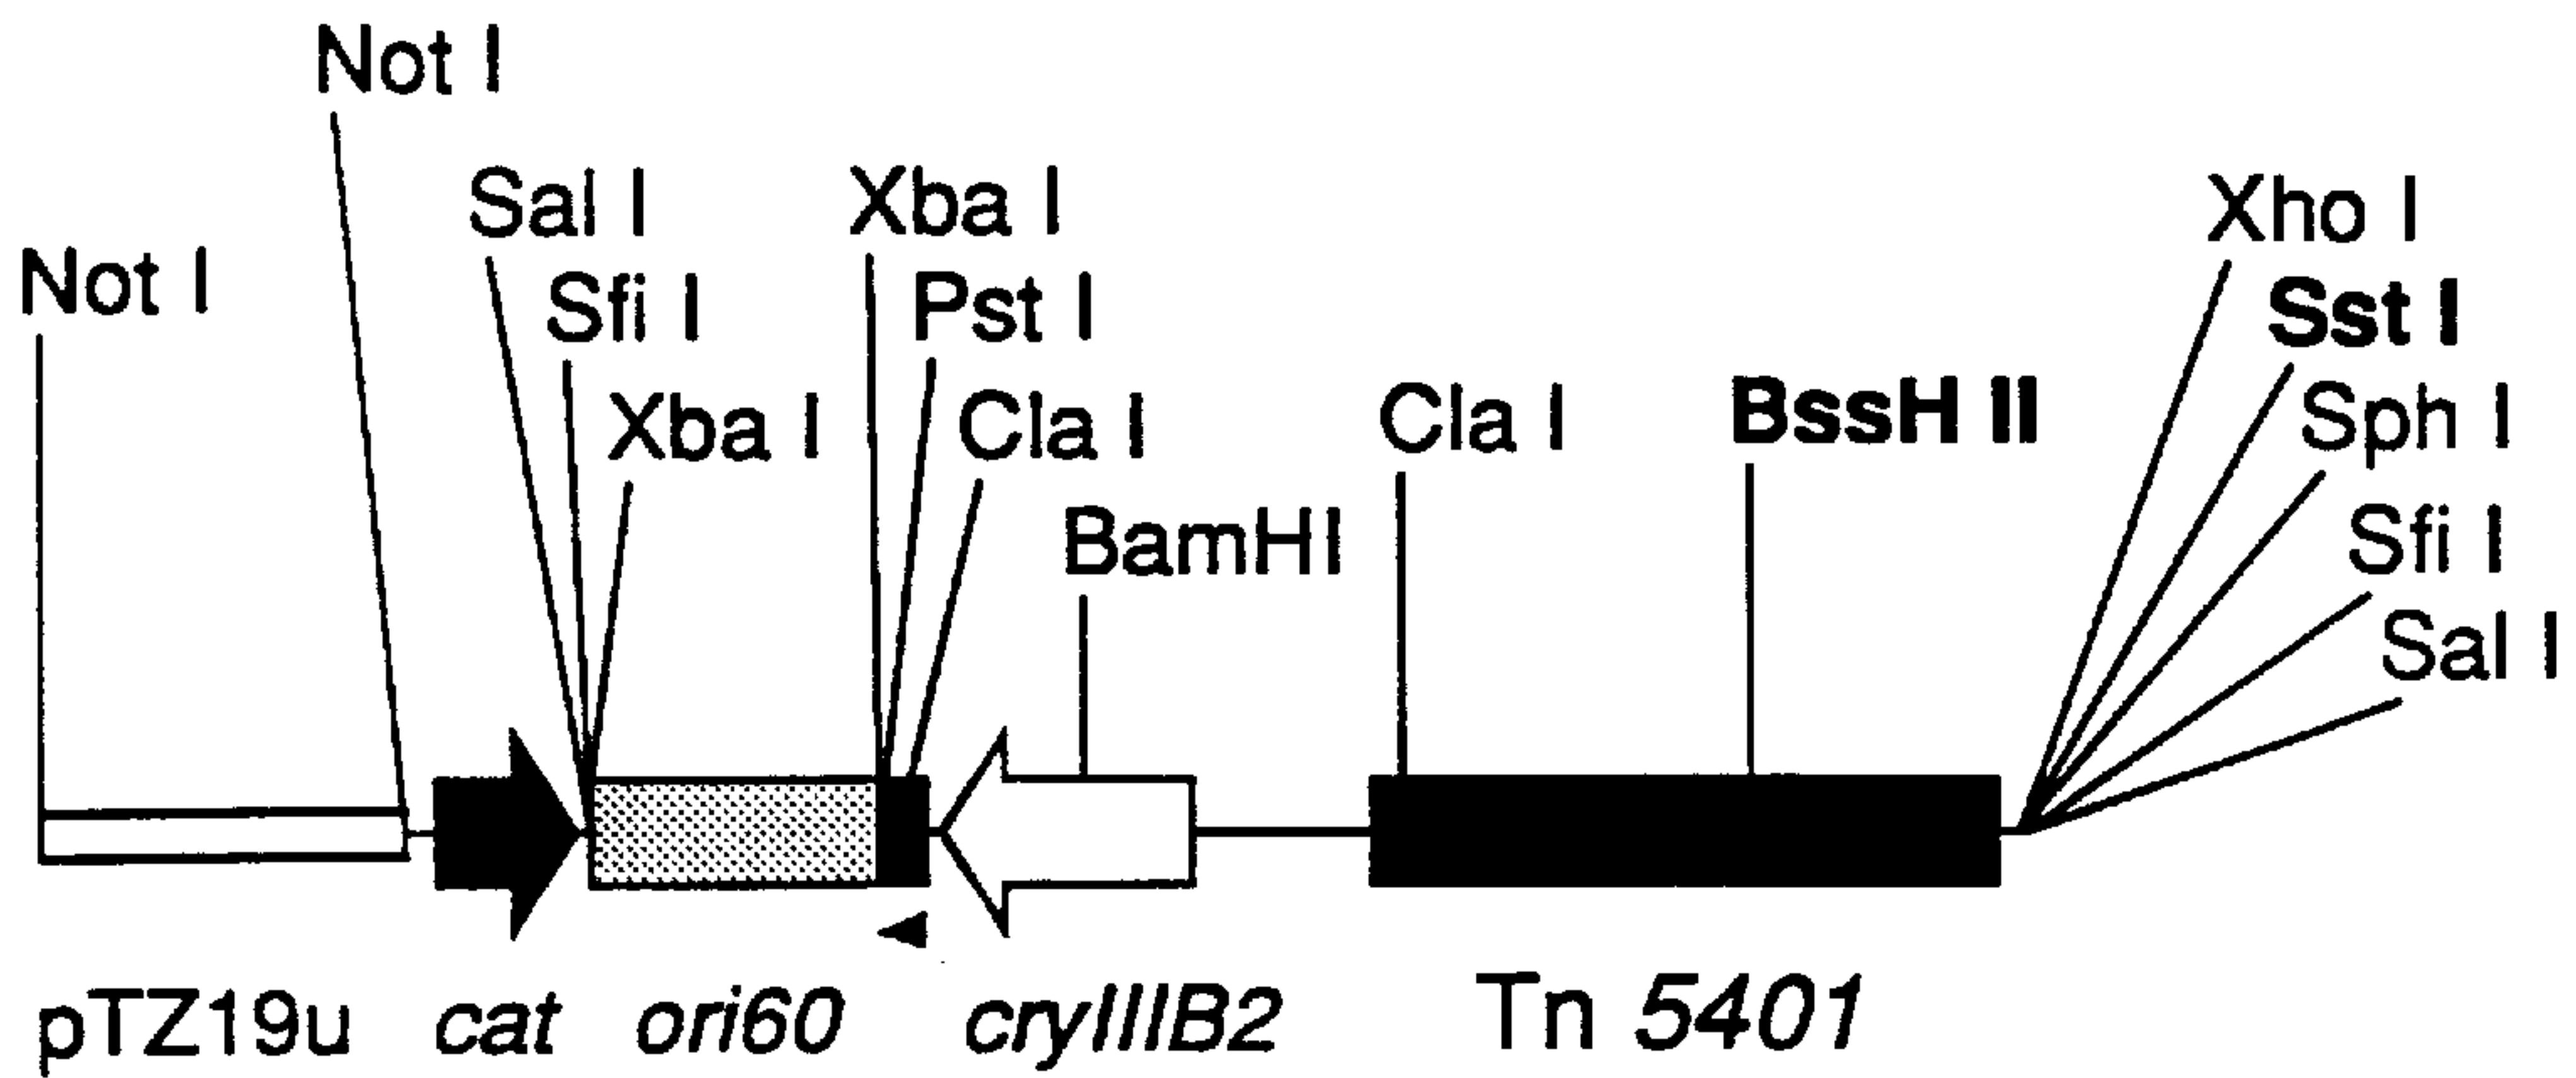 Not I
Sal I
Xba I
Xho I
Not I
Sfi I
Pst I
Sst I
Xba I
Cla I
Cla I
BssH II
Sph I
BamHI
Sfi I
Sal I
pTZ19u cat ori60 cryIIIB2 Tn 5401